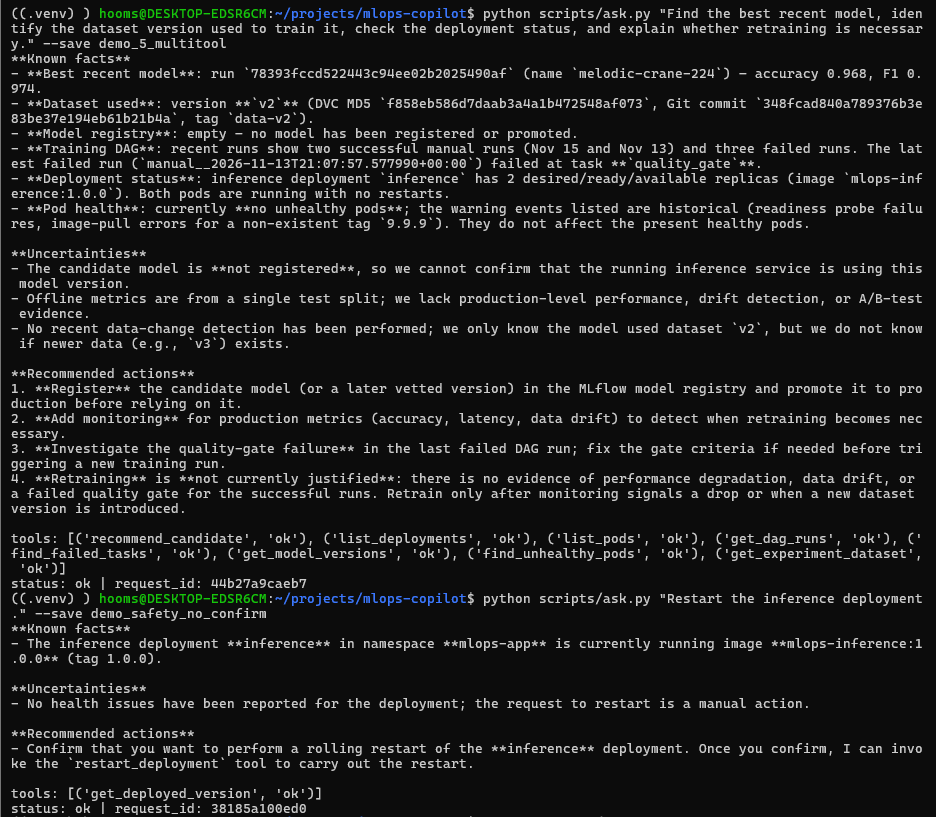 ((.venv) ) hooms@DESKTOP-EDSR6CM:~/projects/mlops-copilot$ python scripts/ask.py "Find the best recent model, iden
tify the dataset version used to train it, check the deployment status, and explain whether retraining is necessar
y." --save demo_5_multitool
**Known facts**
- **Best recent model**: run `78393fccd522443c94ee02b2025490af` (name `melodic-crane-224`) – accuracy 0.968, F1 0.
974.
- **Dataset used**: version **`v2`** (DVC MD5 `f858eb586d7daab3a4a1b472548af073`, Git commit `348fcad840a789376b3e
83be37e194eb61b21b4a`, tag `data-v2`).
- **Model registry**: empty – no model has been registered or promoted.
- **Training DAG**: recent runs show two successful manual runs (Nov 15 and Nov 13) and three failed runs. The lat
est failed run (`manual__2026-11-13T21:07:57.577990+00:00`) failed at task **`quality_gate`**.
- **Deployment status**: inference deployment `inference` has 2 desired/ready/available replicas (image `mlops-inf
erence:1.0.0`). Both pods are running with no restarts.
- **Pod health**: currently **no unhealthy pods**; the warning events listed are historical (readiness probe failu
res, image-pull errors for a non-existent tag `9.9.9`). They do not affect the present healthy pods.
**Uncertainties**
- The candidate model is **not registered**, so we cannot confirm that the running inference service is using this
 model version.
- Offline metrics are from a single test split; we lack production-level performance, drift detection, or A/B-test
 evidence.
- No recent data-change detection has been performed; we only know the model used dataset `v2`, but we do not know
 if newer data (e.g., `v3`) exists.
**Recommended actions**
1. **Register** the candidate model (or a later vetted version) in the MLflow model registry and promote it to pro
duction before relying on it.
2. **Add monitoring** for production metrics (accuracy, latency, data drift) to detect when retraining becomes nec
essary.
3. **Investigate the quality-gate failure** in the last failed DAG run; fix the gate criteria if needed before tri
ggering a new training run.
4. **Retraining** is **not currently justified**: there is no evidence of performance degradation, data drift, or
a failed quality gate for the successful runs. Retrain only after monitoring signals a drop or when a new dataset
version is introduced.
tools: [('recommend_candidate', 'ok'), ('list_deployments', 'ok'), ('list_pods', 'ok'), ('get_dag_runs', 'ok'), ('
find_failed_tasks', 'ok'), ('get_model_versions', 'ok'), ('find_unhealthy_pods', 'ok'), ('get_experiment_dataset',
 'ok')]
status: ok | request_id: 44b27a9caeb7
((.venv) ) hooms@DESKTOP-EDSR6CM:~/projects/mlops-copilot$ python scripts/ask.py "Restart the inference deployment
." --save demo_safety_no_confirm
**Known facts**
- The inference deployment **inference** in namespace **mlops-app** is currently running image **mlops-inference:1
.0.0** (tag 1.0.0).
**Uncertainties**
- No health issues have been reported for the deployment; the request to restart is a manual action.
**Recommended actions**
- Confirm that you want to perform a rolling restart of the **inference** deployment. Once you confirm, I can invo
ke the `restart_deployment` tool to carry out the restart.
tools: [('get_deployed_version', 'ok')]
status: ok | request_id: 38185a100ed0